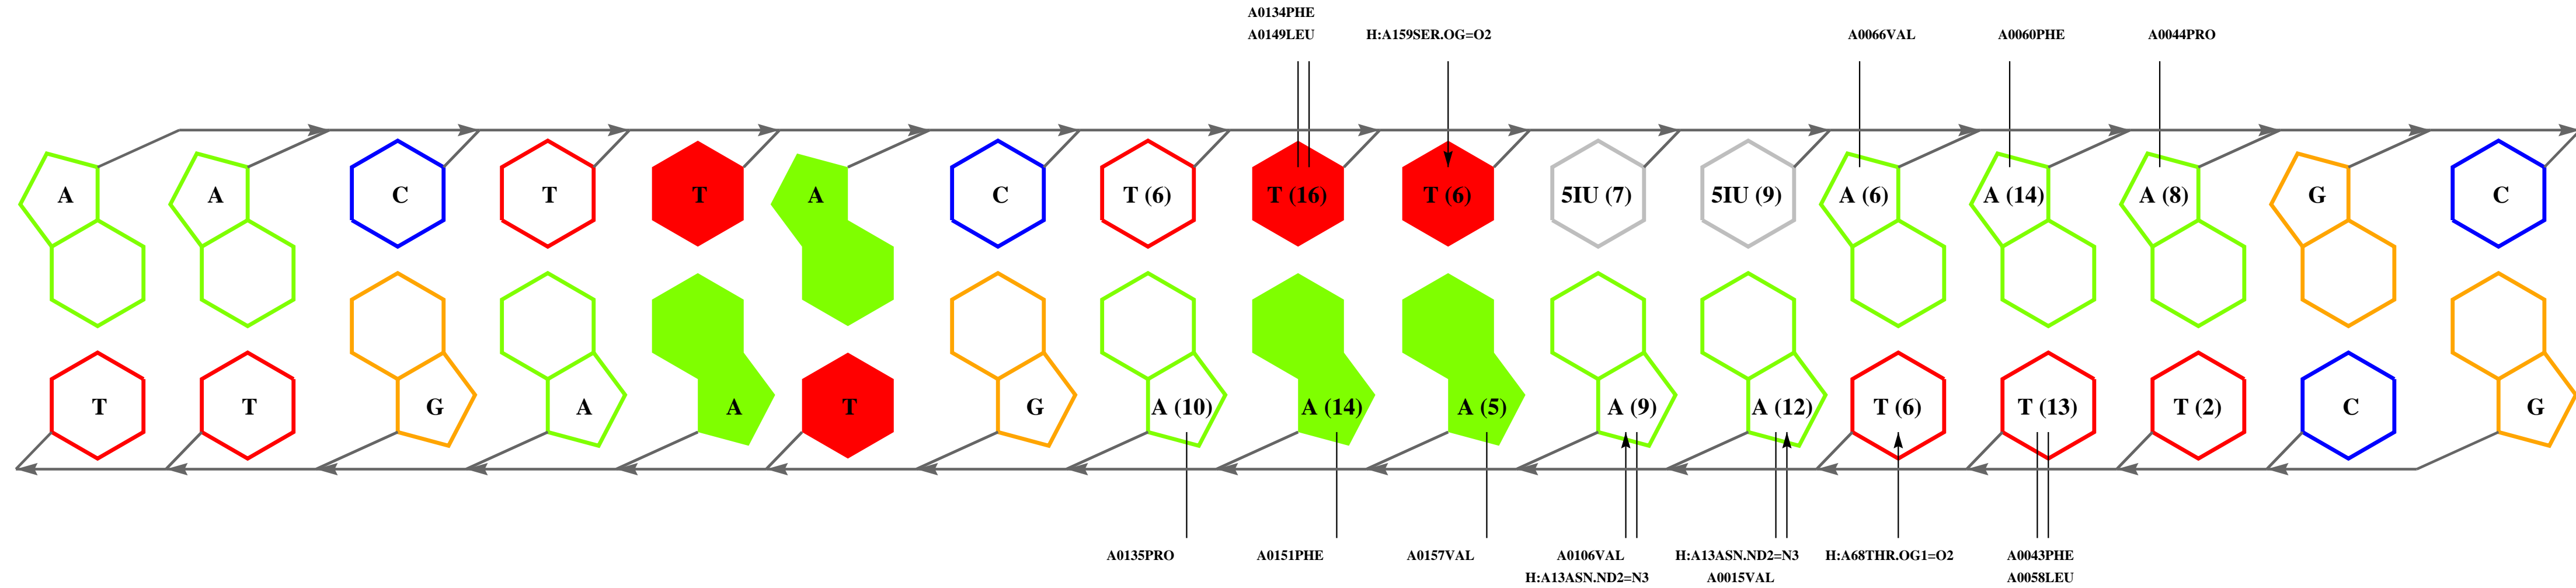 A0134PHE
A0149LEU H:A159SER.OG=O2 A0066VAL A0060PHE A0044PRO
A A C T T A C T (6) T (16) T (6) 5IU (7) 5IU (9) A (6) A (14) A (8) G C
T T G A A T G A (10) A (14) A (5) A (9) A (12) T (6) T (13) T (2) C G
A0135PRO A0151PHE A0157VAL A0106VAL H:A13ASN.ND2=N3 H:A68THR.OG1=O2 A0043PHE
H:A13ASN.ND2=N3 A0015VAL A0058LEU